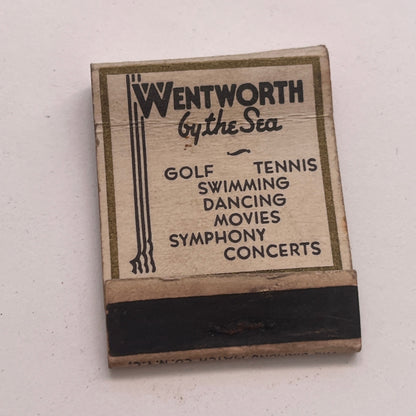 WENTWORTH
by the Sea
GOLF TENNIS
SWIMMING
DANCING
MOVIES
SYMPHONY
CONCERTS